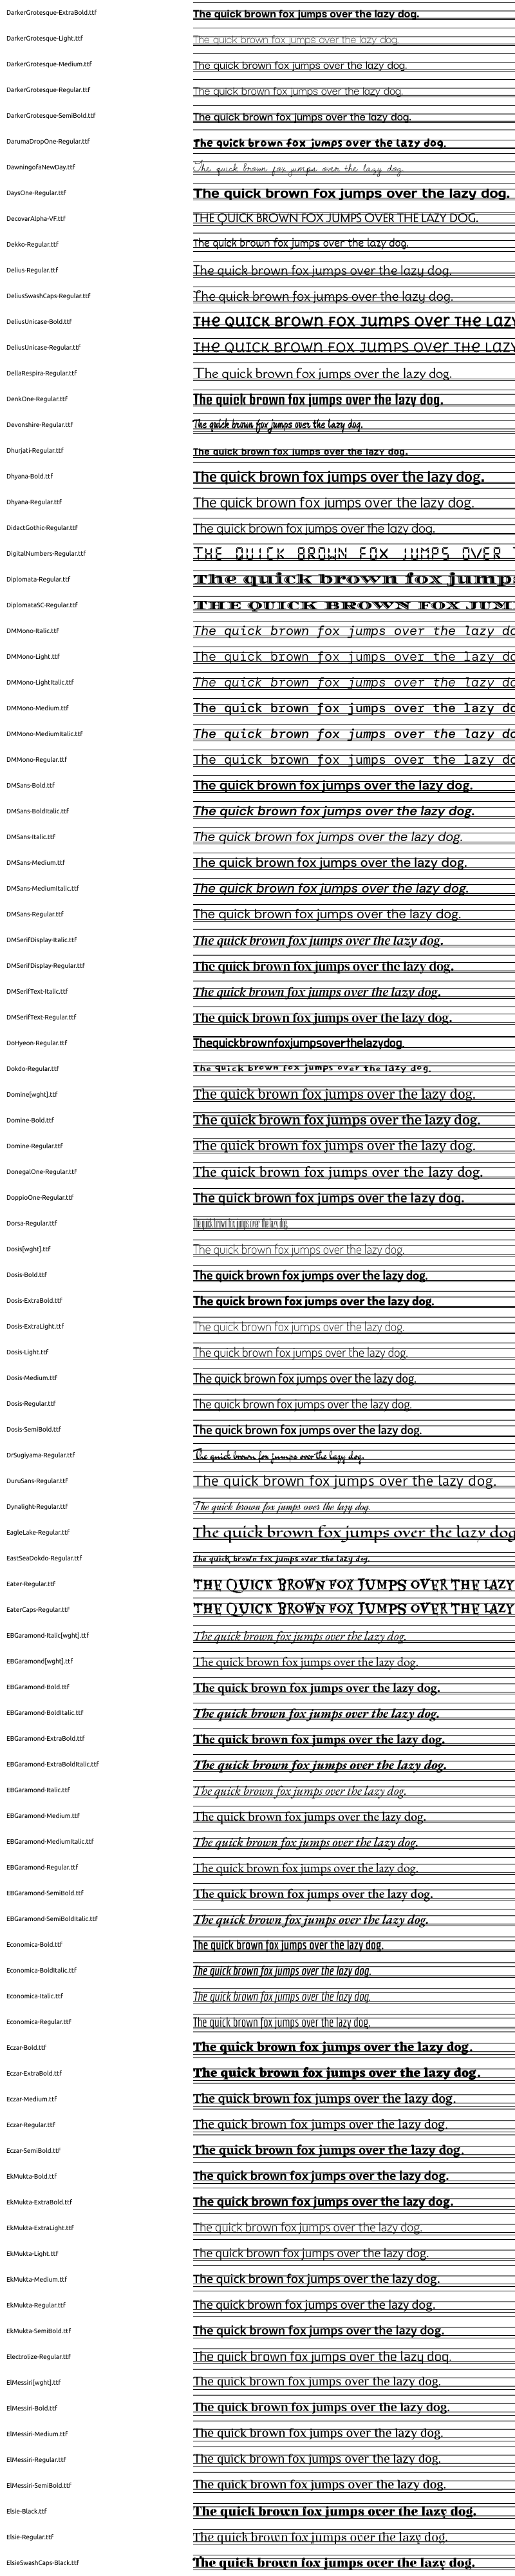 DarkerGrotesque-ExtraBold.ttf The quick brown fox jumps over the lazy dog.
DarkerGrotesque-Light.ttf The quick brown fox jumps over the lazy dog.
DarkerGrotesque-Medium.ttf The quick brown fox jumps over the lazy dog.
DarkerGrotesque-Regular.ttf The quick brown fox jumps over the lazy dog.
DarkerGrotesque-SemiBold.ttf The quick brown fox jumps over the lazy dog.
DarumaDropOne-Regular.ttf The quick brown fox jumps over the lazy dog.
DawningofaNewDay.ttf The quick brown fox jumps over the lazy dog.
DaysOne-Regular.ttf The quick brown fox jumps over the lazy dog.
DecovarAlpha-VF.ttf THE QUICK BROWN FOX JUMPS OVER THE LAZY DOG.
Dekko-Regular.ttf The quick brown fox jumps over the lazy dog.
Delius-Regular.ttf The quick brown fox jumps over the lazy dog.
DeliusSwashCaps-Regular.ttf The quick brown fox jumps over the lazy dog.
DeliusUnicase-Bold.ttf THe QUICK BROWN FOX JUMPS OVer THe LAZY
DeliusUnicase-Regular.ttf THe QUICK BROWN FOX JUMPS OVer THe LAZY
DellaRespira-Regular.ttf The quick brown fox jumps over the lazy dog.
DenkOne-Regular.ttf The quick brown fox jumps over the lazy dog.
Devonshire-Regular.ttf The quick brown fox jumps over the lazy dog.
Dhurjati-Regular.ttf The quick brown fox jumps over the lazy dog.
Dhyana-Bold.ttf The quick brown fox jumps over the lazy dog.
Dhyana-Regular.ttf The quick brown fox jumps over the lazy dog.
DidactGothic-Regular.ttf The quick brown fox jumps over the lazy dog.
DigitalNumbers-Regular.ttf THE QUICK BROWN FOX JUMPS OVER
Diplomata-Regular.ttf The quick brown fox jumps
DiplomataSC-Regular.ttf THE QUICK BROWN FOX JUM
DMMono-Italic.ttf The quick brown fox jumps over the lazy do
DMMono-Light.ttf The quick brown fox jumps over the lazy do
DMMono-LightItalic.ttf The quick brown fox jumps over the lazy do
DMMono-Medium.ttf The quick brown fox jumps over the lazy do
DMMono-MediumItalic.ttf The quick brown fox jumps over the lazy do
DMMono-Regular.ttf The quick brown fox jumps over the lazy do
DMSans-Bold.ttf The quick brown fox jumps over the lazy dog.
DMSans-BoldItalic.ttf The quick brown fox jumps over the lazy dog.
DMSans-Italic.ttf The quick brown fox jumps over the lazy dog.
DMSans-Medium.ttf The quick brown fox jumps over the lazy dog.
DMSans-MediumItalic.ttf The quick brown fox jumps over the lazy dog.
DMSans-Regular.ttf The quick brown fox jumps over the lazy dog.
DMSerifDisplay-Italic.ttf The quick brown fox jumps over the lazy dog.
DMSerifDisplay-Regular.ttf The quick brown fox jumps over the lazy dog.
DMSerifText-Italic.ttf The quick brown fox jumps over the lazy dog.
DMSerifText-Regular.ttf The quick brown fox jumps over the lazy dog.
DoHyeon-Regular.ttf Thequickbrownfoxjumpsoverthelazydog.
Dokdo-Regular.ttf The quick brown fox jumps over the lazy dog.
Domine[wght].ttf The quick brown fox jumps over the lazy dog.
Domine-Bold.ttf The quick brown fox jumps over the lazy dog.
Domine-Regular.ttf The quick brown fox jumps over the lazy dog.
DonegalOne-Regular.ttf The quick brown fox jumps over the lazy dog.
DoppioOne-Regular.ttf The quick brown fox jumps over the lazy dog.
Dorsa-Regular.ttf The quick brown fox jumps over the lazy dog.
Dosis[wght].ttf The quick brown fox jumps over the lazy dog.
Dosis-Bold.ttf The quick brown fox jumps over the lazy dog.
Dosis-ExtraBold.ttf The quick brown fox jumps over the lazy dog.
Dosis-ExtraLight.ttf The quick brown fox jumps over the lazy dog.
Dosis-Light.ttf The quick brown fox jumps over the lazy dog.
Dosis-Medium.ttf The quick brown fox jumps over the lazy dog.
Dosis-Regular.ttf The quick brown fox jumps over the lazy dog.
Dosis-SemiBold.ttf The quick brown fox jumps over the lazy dog.
DrSugiyama-Regular.ttf The quick brown fox jumps over the lazy dog.
DuruSans-Regular.ttf The quick brown fox jumps over the lazy dog.
Dynalight-Regular.ttf The quick brown fox jumps over the lazy dog.
EagleLake-Regular.ttf The quick brown fox jumps over the lazy dog
EastSeaDokdo-Regular.ttf The quick brown fox jumps over the lazy dog.
Eater-Regular.ttf THE QUICK BROWN FOX JUMPS OVER THE LAZY
EaterCaps-Regular.ttf THE QUICK BROWN FOX JUMPS OVER THE LAZY
EBGaramond-Italic[wght].ttf The quick brown fox jumps over the lazy dog.
EBGaramond[wght].ttf The quick brown fox jumps over the lazy dog.
EBGaramond-Bold.ttf The quick brown fox jumps over the lazy dog.
EBGaramond-BoldItalic.ttf The quick brown fox jumps over the lazy dog.
EBGaramond-ExtraBold.ttf The quick brown fox jumps over the lazy dog.
EBGaramond-ExtraBoldItalic.ttf The quick brown fox jumps over the lazy dog.
EBGaramond-Italic.ttf The quick brown fox jumps over the lazy dog.
EBGaramond-Medium.ttf The quick brown fox jumps over the lazy dog.
EBGaramond-MediumItalic.ttf The quick brown fox jumps over the lazy dog.
EBGaramond-Regular.ttf The quick brown fox jumps over the lazy dog.
EBGaramond-SemiBold.ttf The quick brown fox jumps over the lazy dog.
EBGaramond-SemiBoldItalic.ttf The quick brown fox jumps over the lazy dog.
Economica-Bold.ttf The quick brown fox jumps over the lazy dog.
Economica-BoldItalic.ttf The quick brown fox jumps over the lazy dog.
Economica-Italic.ttf The quick brown fox jumps over the lazy dog.
Economica-Regular.ttf The quick brown fox jumps over the lazy dog.
Eczar-Bold.ttf The quick brown fox jumps over the lazy dog.
Eczar-ExtraBold.ttf The quick brown fox jumps over the lazy dog.
Eczar-Medium.ttf The quick brown fox jumps over the lazy dog.
Eczar-Regular.ttf The quick brown fox jumps over the lazy dog.
Eczar-SemiBold.ttf The quick brown fox jumps over the lazy dog.
EkMukta-Bold.ttf The quick brown fox jumps over the lazy dog.
EkMukta-ExtraBold.ttf The quick brown fox jumps over the lazy dog.
EkMukta-ExtraLight.ttf The quick brown fox jumps over the lazy dog.
EkMukta-Light.ttf The quick brown fox jumps over the lazy dog.
EkMukta-Medium.ttf The quick brown fox jumps over the lazy dog.
EkMukta-Regular.ttf The quick brown fox jumps over the lazy dog.
EkMukta-SemiBold.ttf The quick brown fox jumps over the lazy dog.
Electrolize-Regular.ttf The quick brown fox jumps over the lazy dog.
ElMessiri[wght].ttf The quick brown fox jumps over the lazy dog.
ElMessiri-Bold.ttf The quick brown fox jumps over the lazy dog.
ElMessiri-Medium.ttf The quick brown fox jumps over the lazy dog.
ElMessiri-Regular.ttf The quick brown fox jumps over the lazy dog.
ElMessiri-SemiBold.ttf The quick brown fox jumps over the lazy dog.
Elsie-Black.ttf The quick brown fox jumps over the lazy dog.
Elsie-Regular.ttf The quick brown fox jumps over the lazy dog.
ElsieSwashCaps-Black.ttf The quick brown fox jumps over the lazy dog.